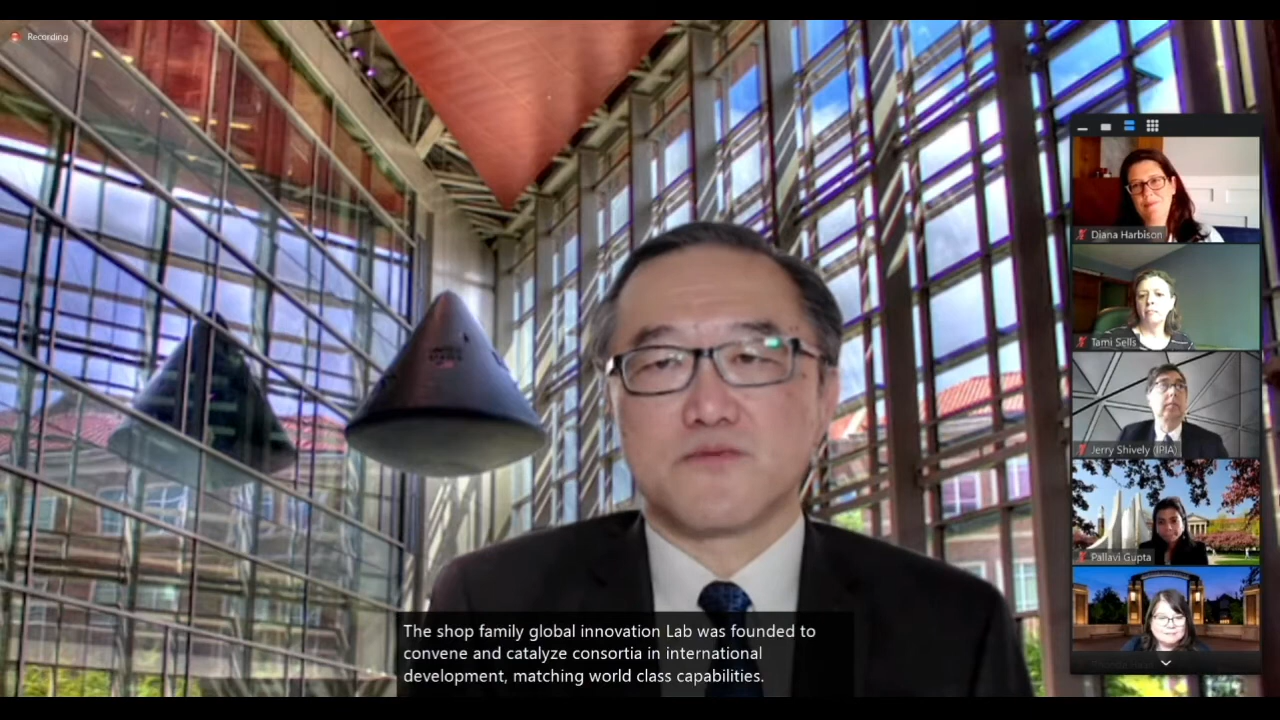 Recording
Diana Harbison
Tami Sells
Jerry Shively (IPIA)
Pallavi Gupta
The shop family global innovation Lab was founded to
convene and catalyze consortia in international
development, matching world class capabilities.